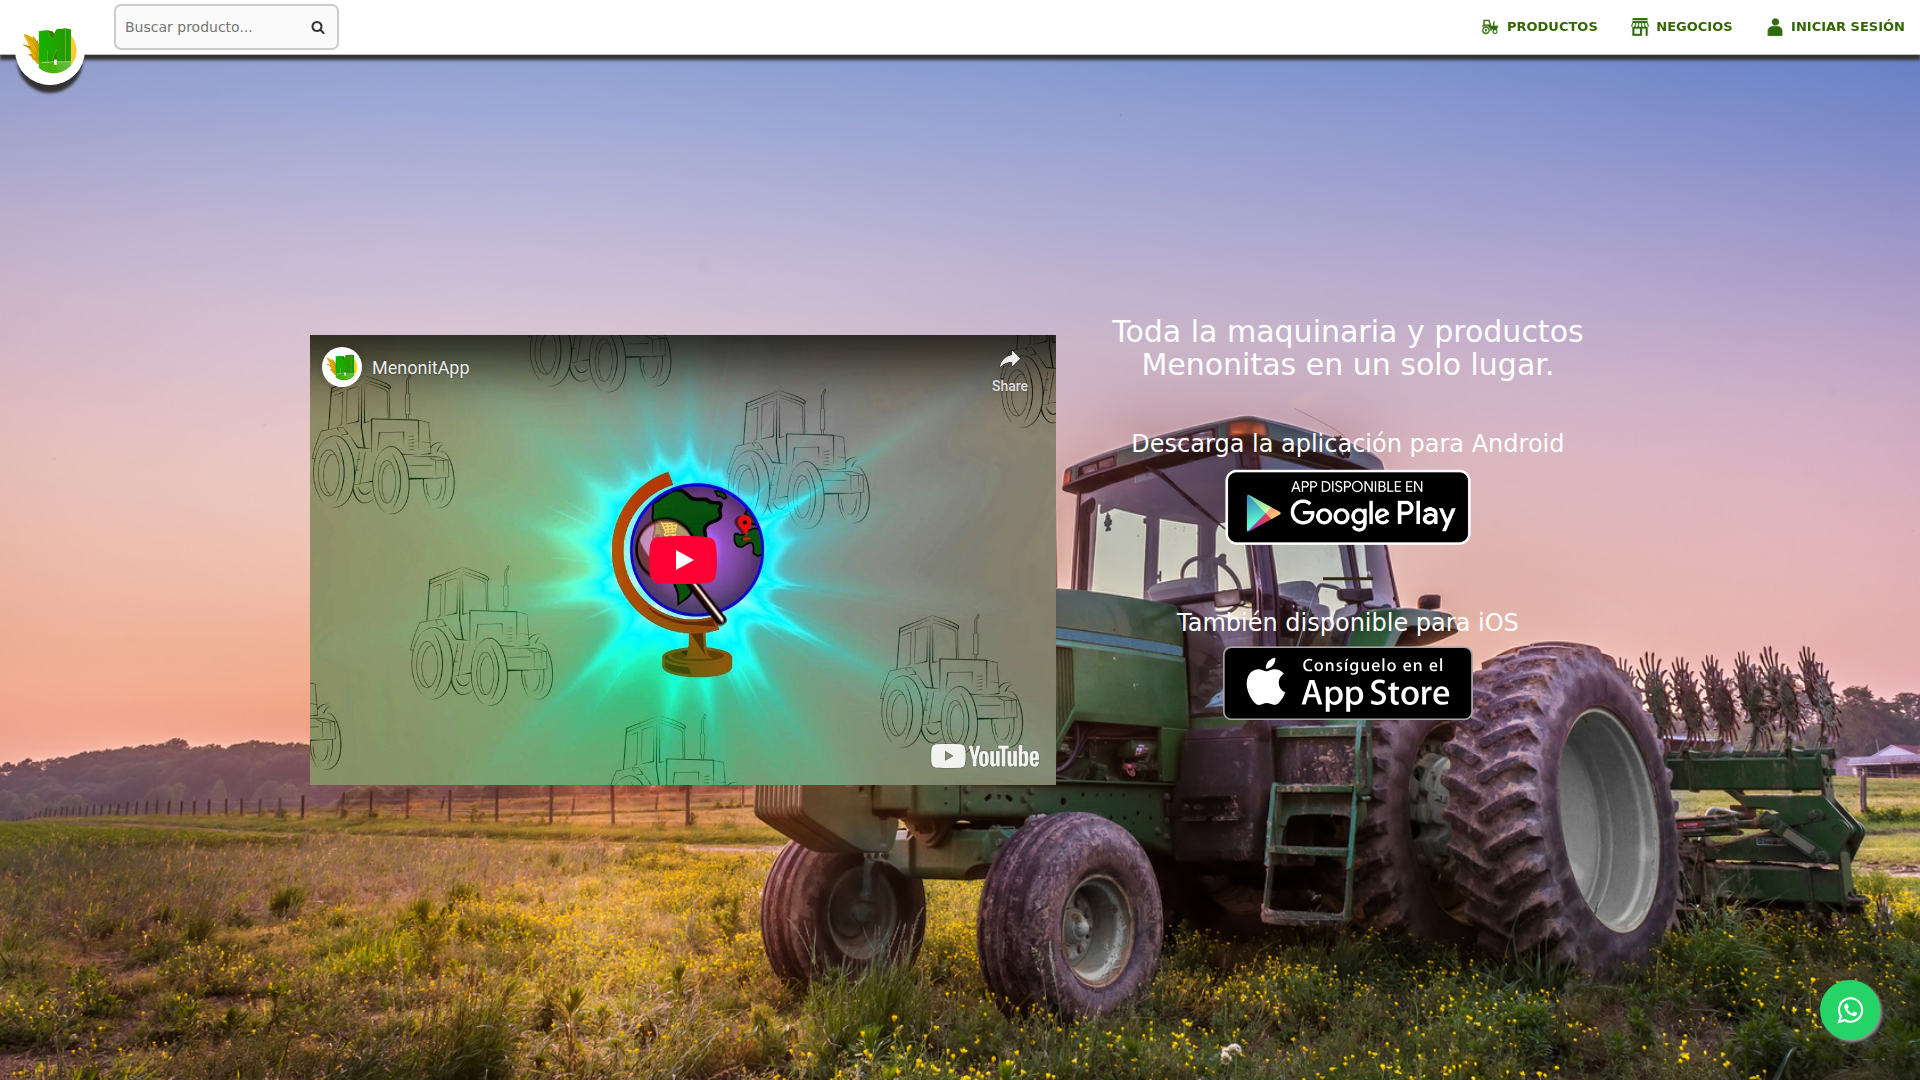 Buscar producto...
PRODUCTOS
NEGOCIOS
INICIAR SESIÓN
MenonitApp
Share
YouTube
Toda la maquinaria y productos
Menonitas en un solo lugar.
Descarga la aplicación para Android
APP DISPONIBLE EN
Google Play
También disponible para iOS
Consíguelo en el
App Store